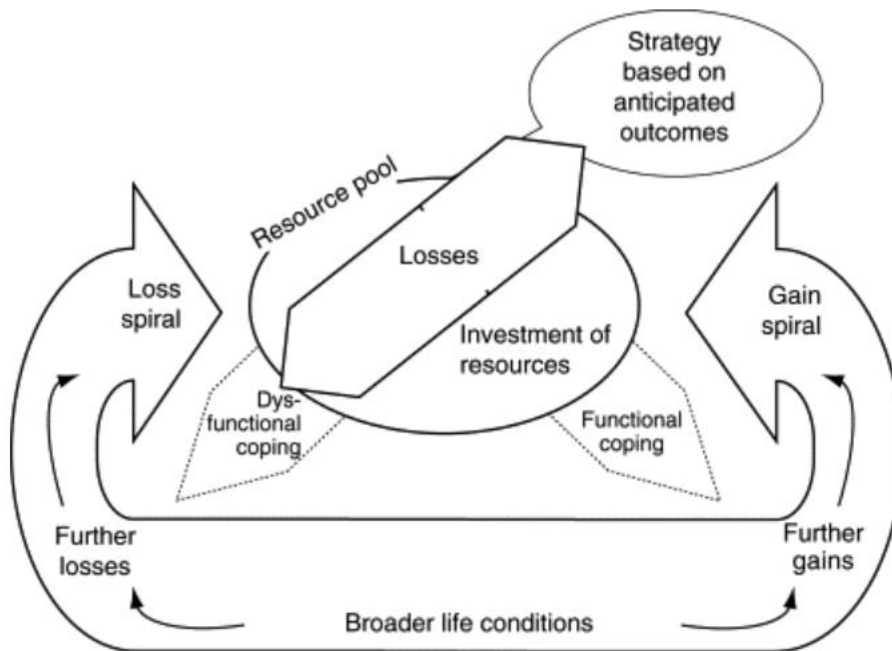 Strategy
based on
anticipated
outcomes
Resource pool
Losses
Loss
spiral
Gain
spiral
Investment of
resources
Dys-
functional
coping
Functional
coping
Further
losses
Further
gains
Broader life conditions